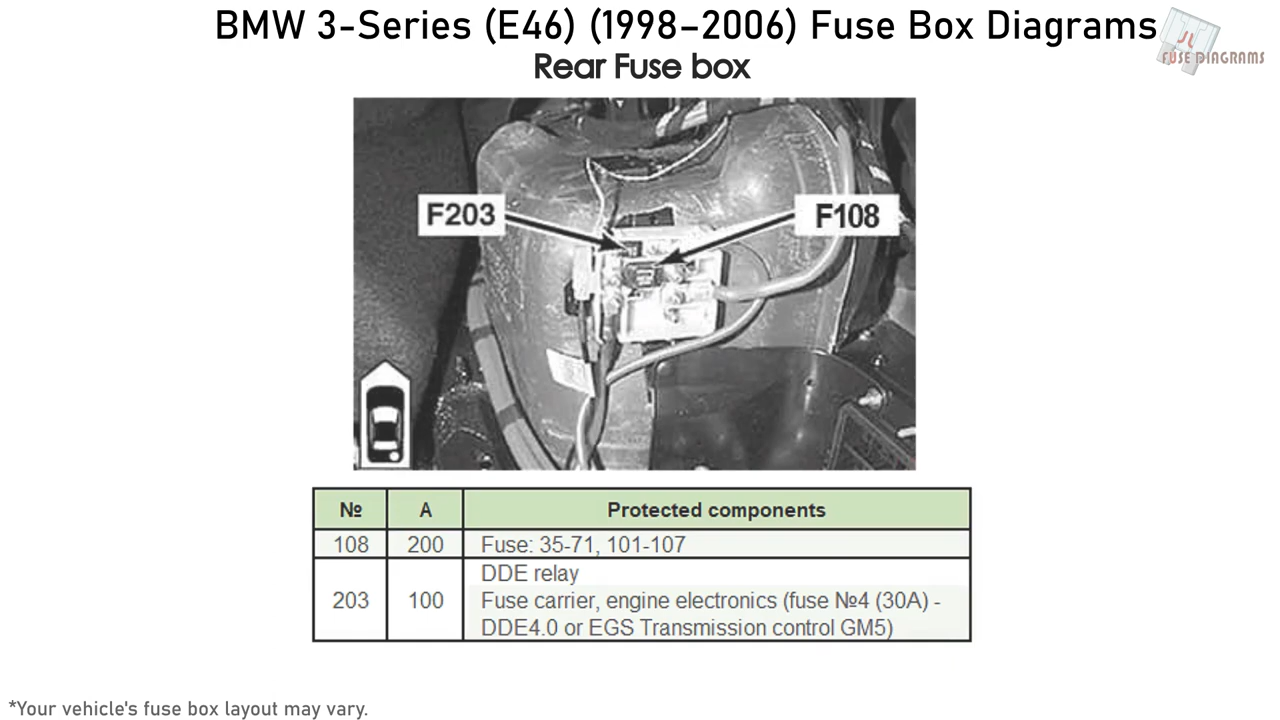 BMW 3-Series (E46) (1998–2006) Fuse Box Diagrams
JL
FUSE DIAGRAMS
Rear Fuse box
F203
F108
№ A Protected components
108 200 Fuse: 35-71, 101-107
203 100 DDE relay
Fuse carrier, engine electronics (fuse №4 (30A) -
DDE4.0 or EGS Transmission control GM5)
*Your vehicle's fuse box layout may vary.